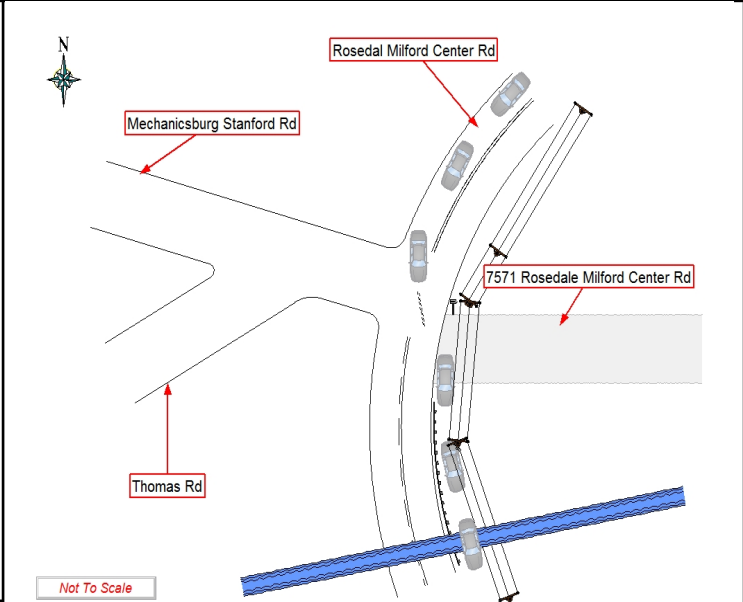 N
Rosedal Milford Center Rd
Mechanicsburg Stanford Rd
7571 Rosedale Milford Center Rd
Thomas Rd
Not To Scale